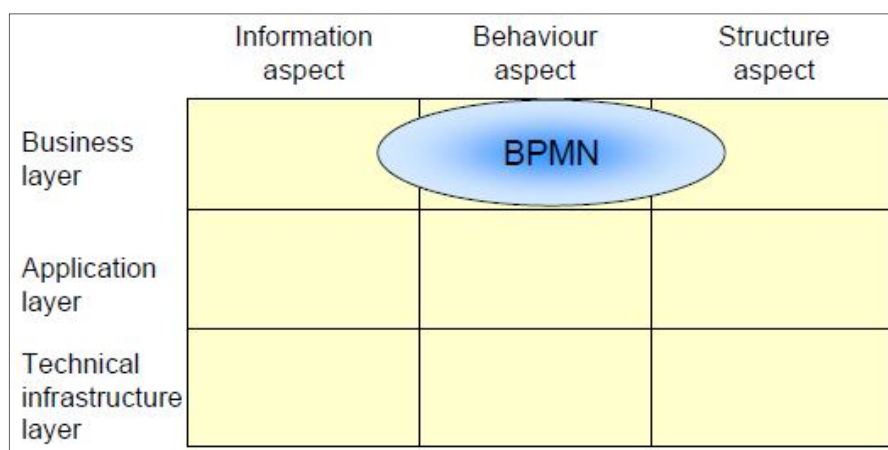 Information
aspect
Behaviour
aspect
Structure
aspect
Business
layer
BPMN
Application
layer
Technical
infrastructure
layer